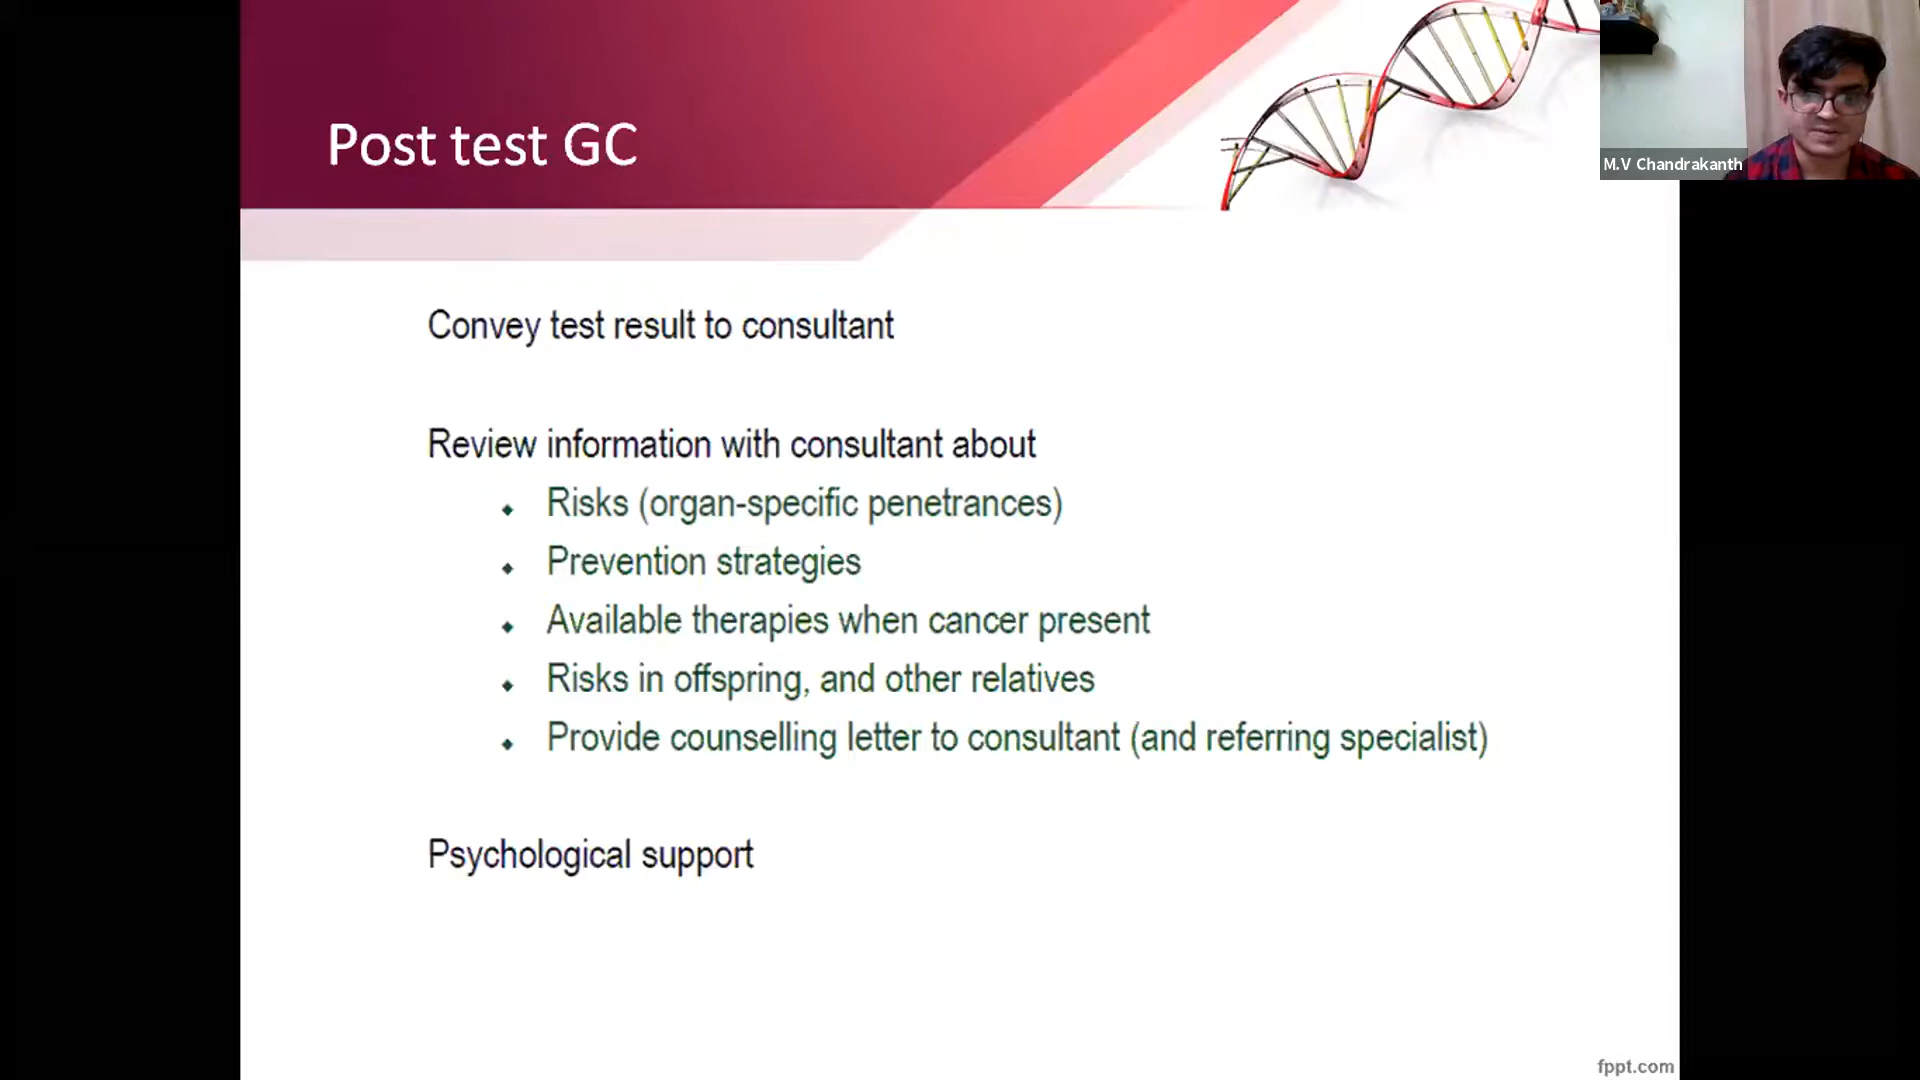 Post test GC
M.V Chandrakanth
Convey test result to consultant
Review information with consultant about
Risks (organ-specific penetrances)
Prevention strategies
Available therapies when cancer present
Risks in offspring, and other relatives
Provide counselling letter to consultant (and referring specialist)
Psychological support
fppt.com